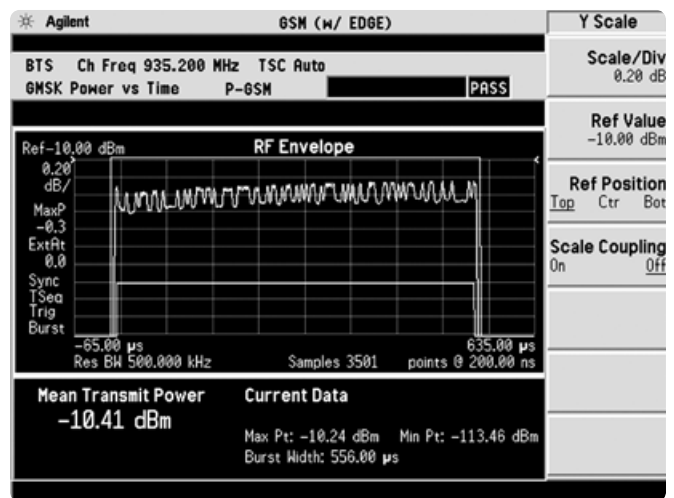 Agilent GSM (w/ EDGE) Y Scale
BTS Ch Freq 935.200 MHz TSC Auto
GMSK Power vs Time P-GSM PASS
Scale/Div
0.20 dB
Ref Value
-10.00 dBm
Ref Position
Top Ctr Bot
Scale Coupling
On Off
Ref-10.00 dBm RF Envelope
0.20
dB/
MaxP
-0.3
ExtAt
0.0
Sync
TSeq
Trig
Burst
-65.00 µs 635.00 µs
Res BW 500.000 kHz Samples 3501 points @ 200.00 ns
Mean Transmit Power Current Data
-10.41 dBm
Max Pt: -10.24 dBm Min Pt: -113.46 dBm
Burst Width: 556.00 µs